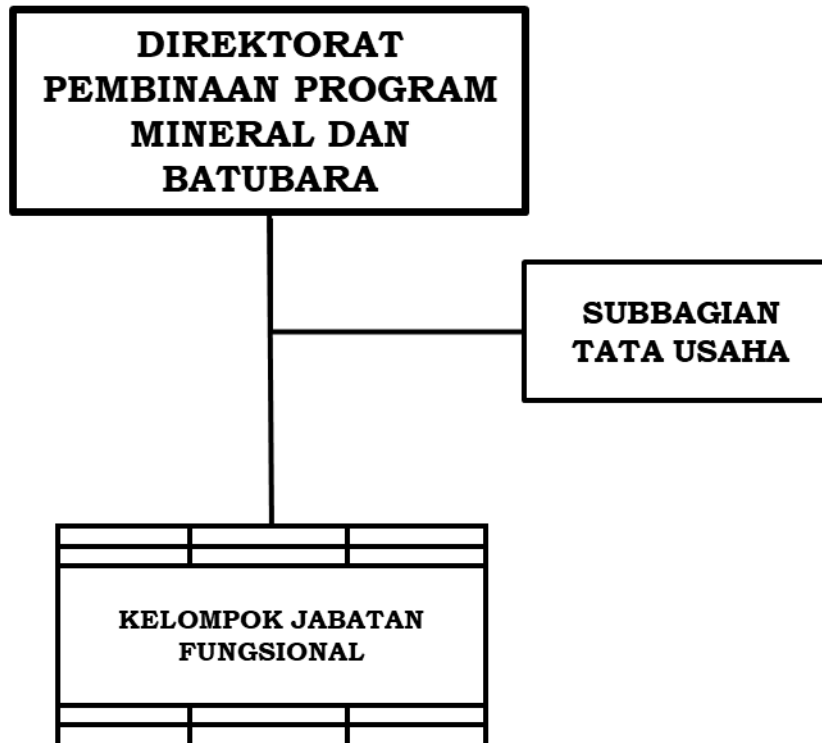 DIREKTORAT
PEMBINAAN PROGRAM
MINERAL DAN
BATUBARA
SUBBAGIAN
TATA USAHA
KELOMPOK JABATAN
FUNGSIONAL